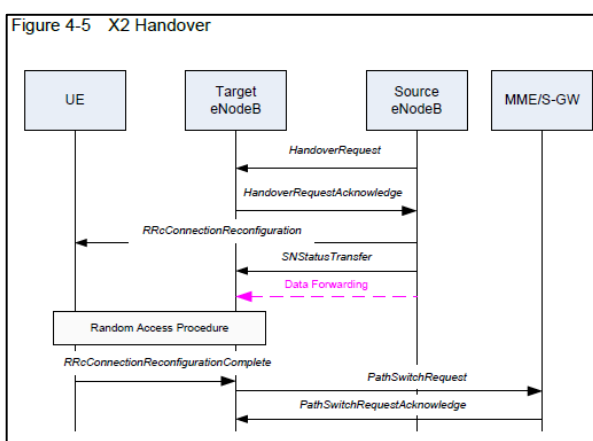 Figure 4-5 X2 Handover
UE
Target
eNodeB
Source
eNodeB
MME/S-GW
HandoverRequest
HandoverRequestAcknowledge
RRcConnectionReconfiguration
SNStatusTransfer
Data Forwarding
Random Access Procedure
RRcConnectionReconfigurationComplete
PathSwitchRequest
PathSwitchRequestAcknowledge